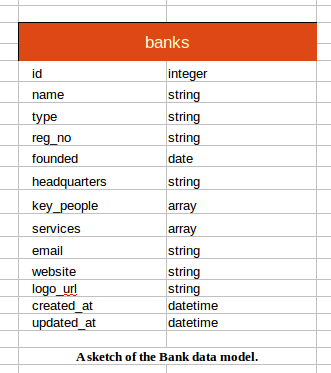 banks
id integer
name string
type string
reg_no string
founded date
headquarters string
key_people array
services array
email string
website string
logo_url string
created_at datetime
updated_at datetime
A sketch of the Bank data model.